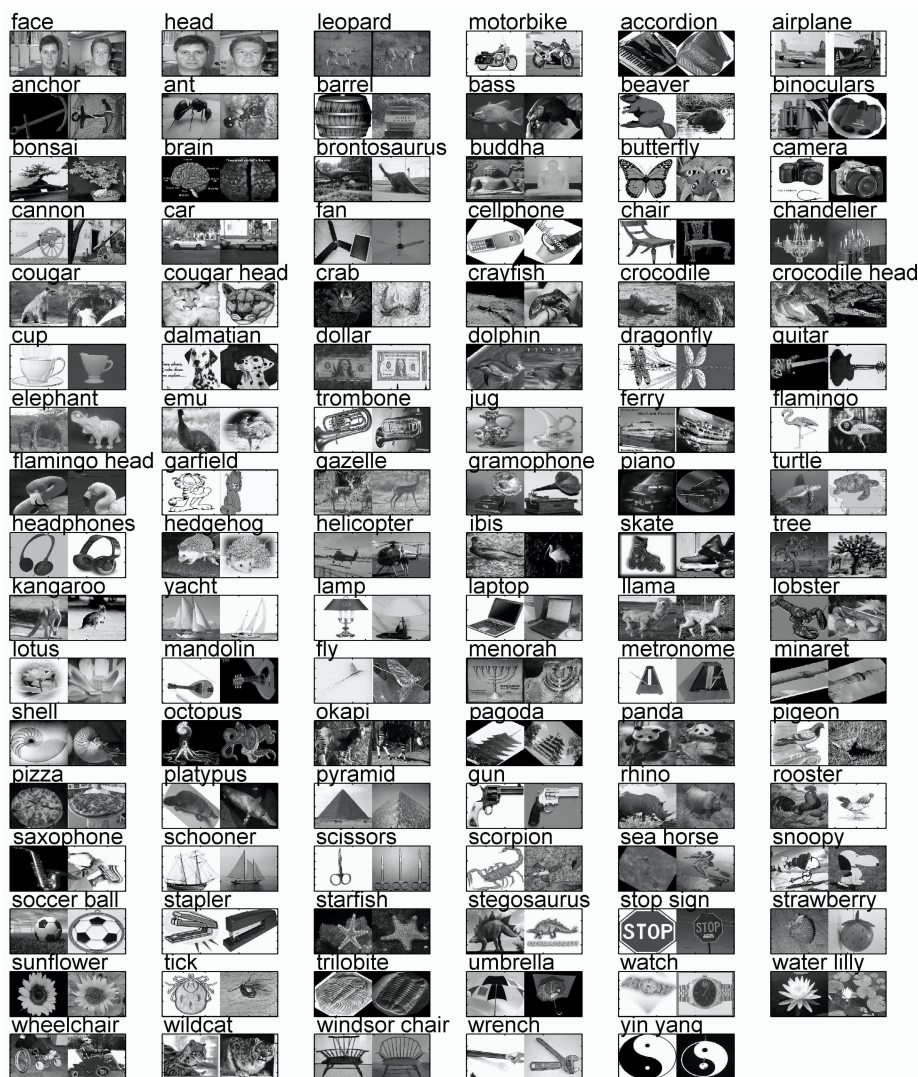 face head leopard motorbike accordion airplane
anchor ant barrel bass beaver binoculars
bonsai brain brontosaurus buddha butterfly camera
cannon car fan cellphone chair chandelier
cougar cougar head crab crayfish crocodile crocodile head
cup dalmatian dollar dolphin dragonfly guitar
elephant emu trombone jug ferry flamingo
flamingo head garfield gazelle gramophone piano turtle
headphones hedgehog helicopter ibis skate tree
kangaroo yacht lamp laptop llama lobster
lotus mandolin fly menorah metronome minaret
shell octopus okapi pagoda panda pigeon
pizza platypus pyramid gun rhino rooster
saxophone schooner scissors scorpion sea horse snoopy
soccer ball stapler starfish stegosaurus stop sign strawberry
STOP STOP
sunflower tick trilobite umbrella watch water lilly
wheelchair wildcat windsor chair wrench yin yang